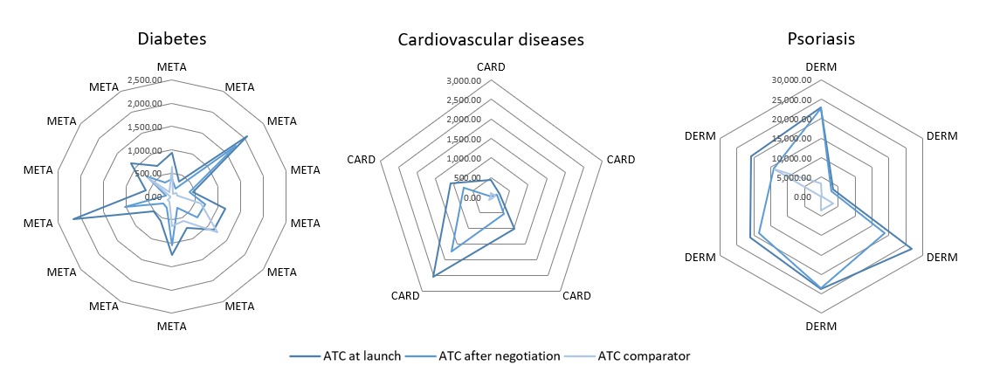 Diabetes
META
META
META
META
META
META
META
META
META
META
META
META
META
META
2,500.00
2,000.00
1,500.00
1,000.00
500.00
0.00
Cardiovascular diseases
CARD
CARD
CARD
CARD
CARD
3,000.00
2,500.00
2,000.00
1,500.00
1,000.00
500.00
0.00
Psoriasis
DERM
DERM
DERM
DERM
DERM
DERM
30,000.00
25,000.00
20,000.00
15,000.00
10,000.00
5,000.00
0.00
ATC at launch
ATC after negotiation
ATC comparator